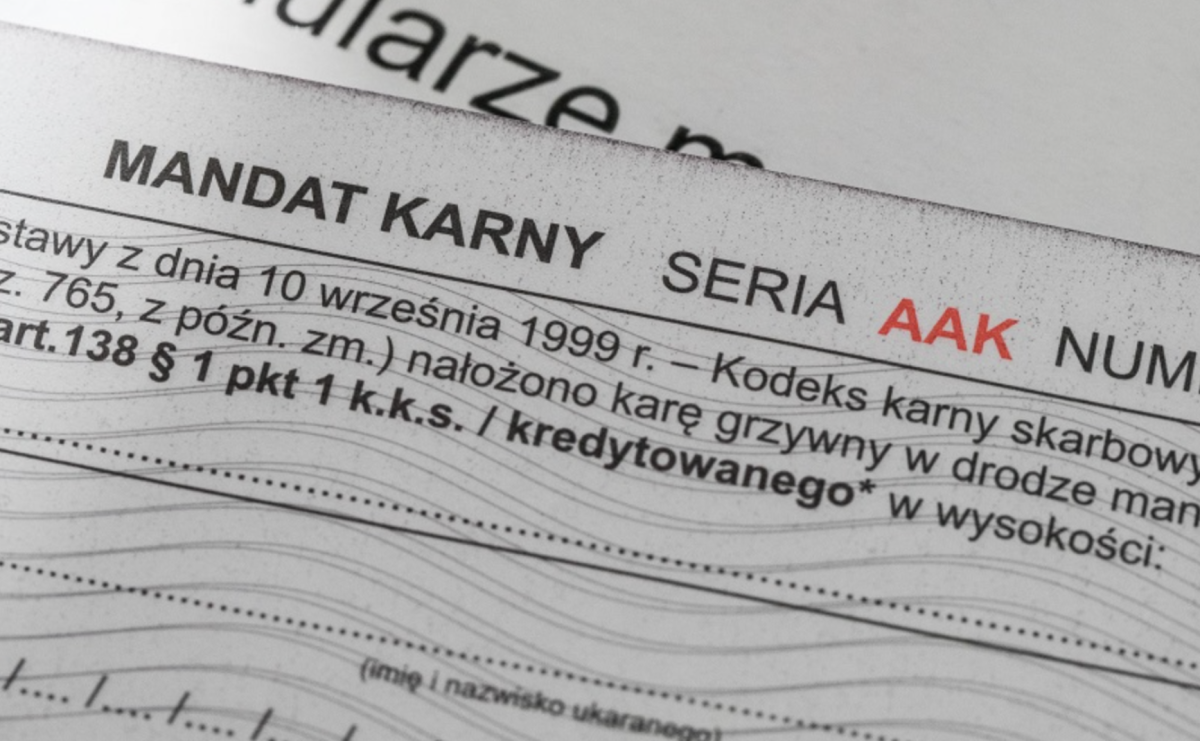 ularze m
MANDAT KARNY SERIA AAK NUM
stawy z dnia 10 września 1999 r. – Kodeks karny skarbowy
z. 765, z późn. zm.) nałożono karę grzywny w drodze man
art.138 § 1 pkt 1 k.k.s. / kredytowanego* w wysokości:
(imię i nazwisko ukaranego)
/.... /.... /.... /.... /